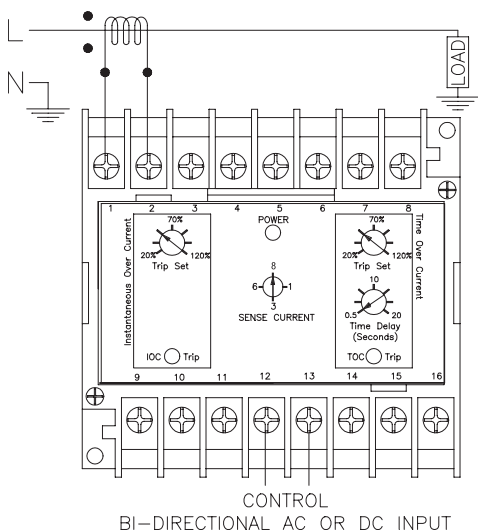 L
N
LOAD
1 2 3 4 5 6 7 8
Instantaneous Over Current
70%
20% 120%
Trip Set
IOC Trip
POWER
8
6 1
3
SENSE CURRENT
70%
20% 120%
Trip Set
10
0.5 20
Time Delay
(Seconds)
TOC Trip
Time Over Current
9 10 11 12 13 14 15 16
CONTROL
BI-DIRECTIONAL AC OR DC INPUT